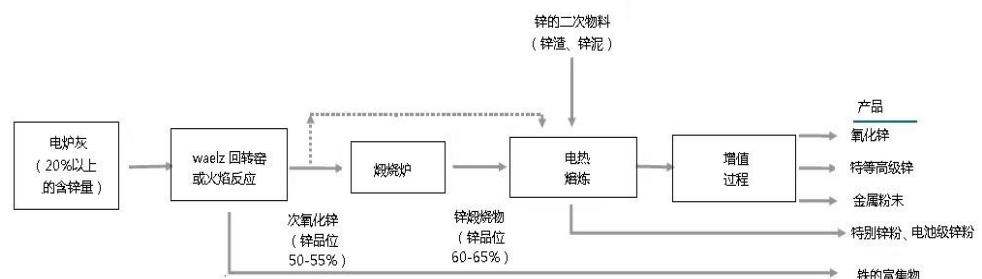 锌的二次物料
（锌渣、锌泥）
产品
电炉灰
（20%以上
的含锌量）
waelz 回转窑
或火焰反应
煅烧炉
电热
熔炼
增值
过程
氧化锌
特等高级锌
金属粉末
特别锌粉、电池级锌粉
次氧化锌
（锌品位
50-55%）
锌煅烧物
（锌品位
60-65%）
铁的富集物